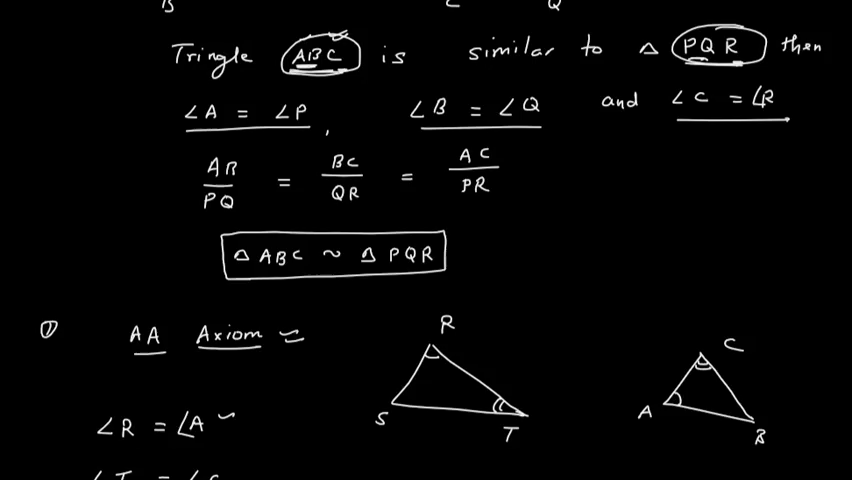 B C Q
Tringle ABC is similar to Δ PQR then
∠A = ∠P , ∠B = ∠Q and ∠C = ∠R
AB/PQ = BC/QR = AC/PR
Δ ABC ~ Δ PQR
① AA Axiom
R
C
S
T
A
B
∠R = ∠A
∠T = ∠C